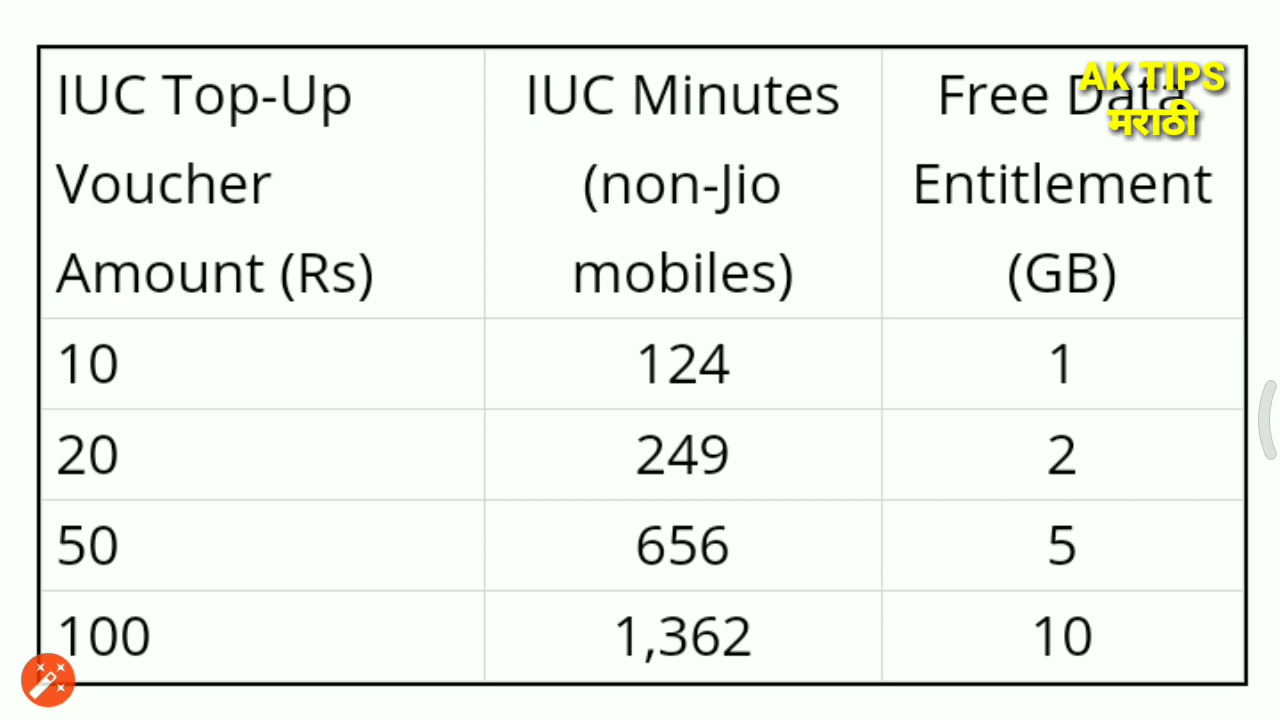 IUC Top-Up Voucher Amount (Rs) IUC Minutes (non-Jio mobiles) Free Data Entitlement (GB)
AK TIPS
मराठी
10 124 1
20 249 2
50 656 5
100 1,362 10